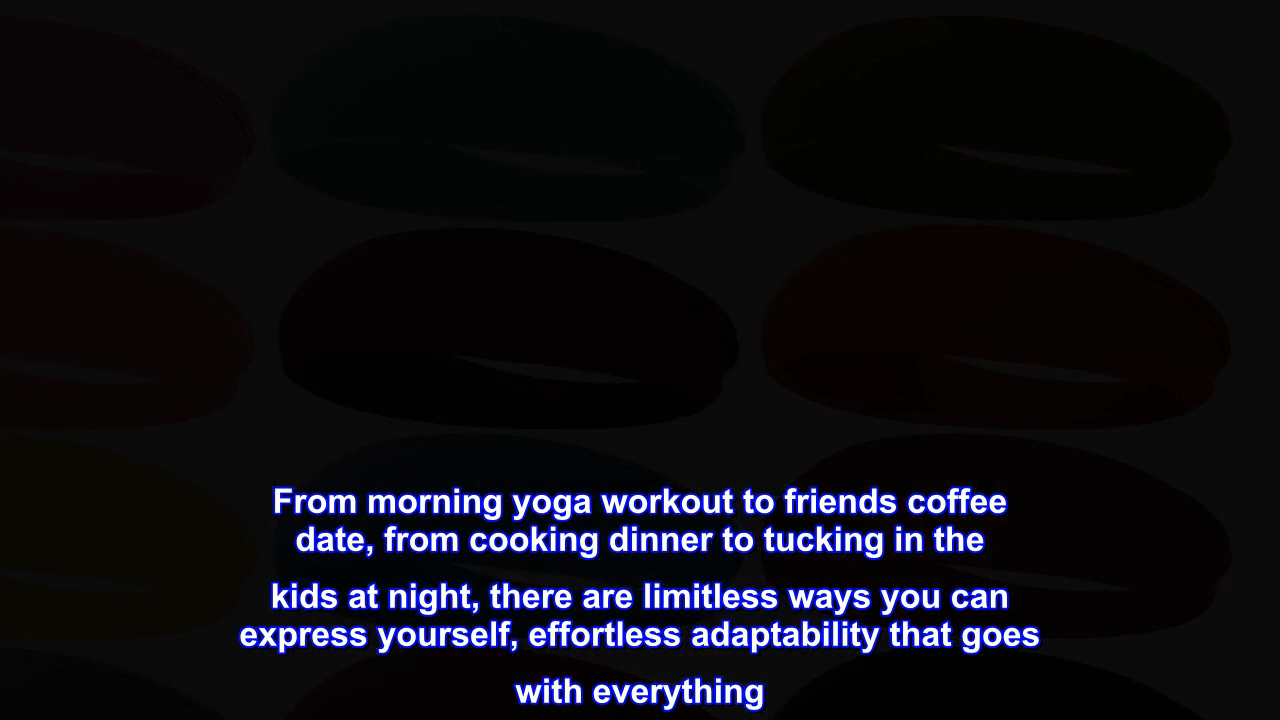 From morning yoga workout to friends coffee
date, from cooking dinner to tucking in the
kids at night, there are limitless ways you can
express yourself, effortless adaptability that goes
with everything